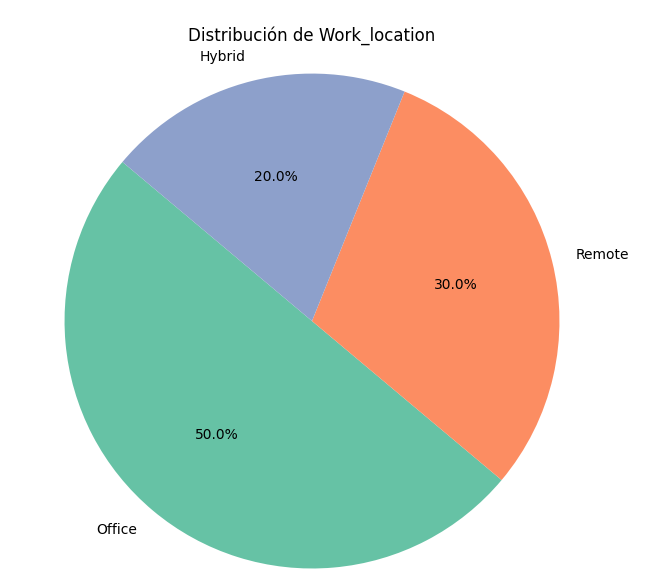 Distribución de Work_location
Hybrid
20.0%
Remote
30.0%
50.0%
Office